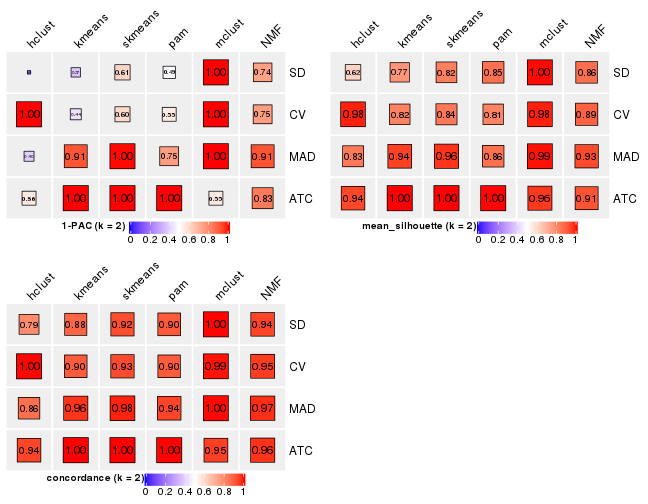 hclust kmeans skmeans pam mclust NMF
0.61 0.49 1.00 0.74 SD
1.00 0.44 0.60 0.55 1.00 0.75 CV
0.91 1.00 0.75 1.00 0.91 MAD
0.56 1.00 1.00 1.00 0.55 0.83 ATC
1-PAC (k = 2)
0 0.2 0.4 0.6 0.8 1
hclust kmeans skmeans pam mclust NMF
0.62 0.77 0.82 0.85 1.00 0.86 SD
0.98 0.82 0.84 0.81 0.98 0.89 CV
0.83 0.94 0.96 0.86 0.99 0.93 MAD
0.94 1.00 1.00 1.00 0.96 0.91 ATC
mean_silhouette (k = 2)
0 0.2 0.4 0.6 0.8 1
hclust kmeans skmeans pam mclust NMF
0.79 0.88 0.92 0.90 1.00 0.94 SD
1.00 0.90 0.93 0.90 0.99 0.95 CV
0.86 0.96 0.98 0.94 1.00 0.97 MAD
0.94 1.00 1.00 1.00 0.95 0.96 ATC
concordance (k = 2)
0 0.2 0.4 0.6 0.8 1